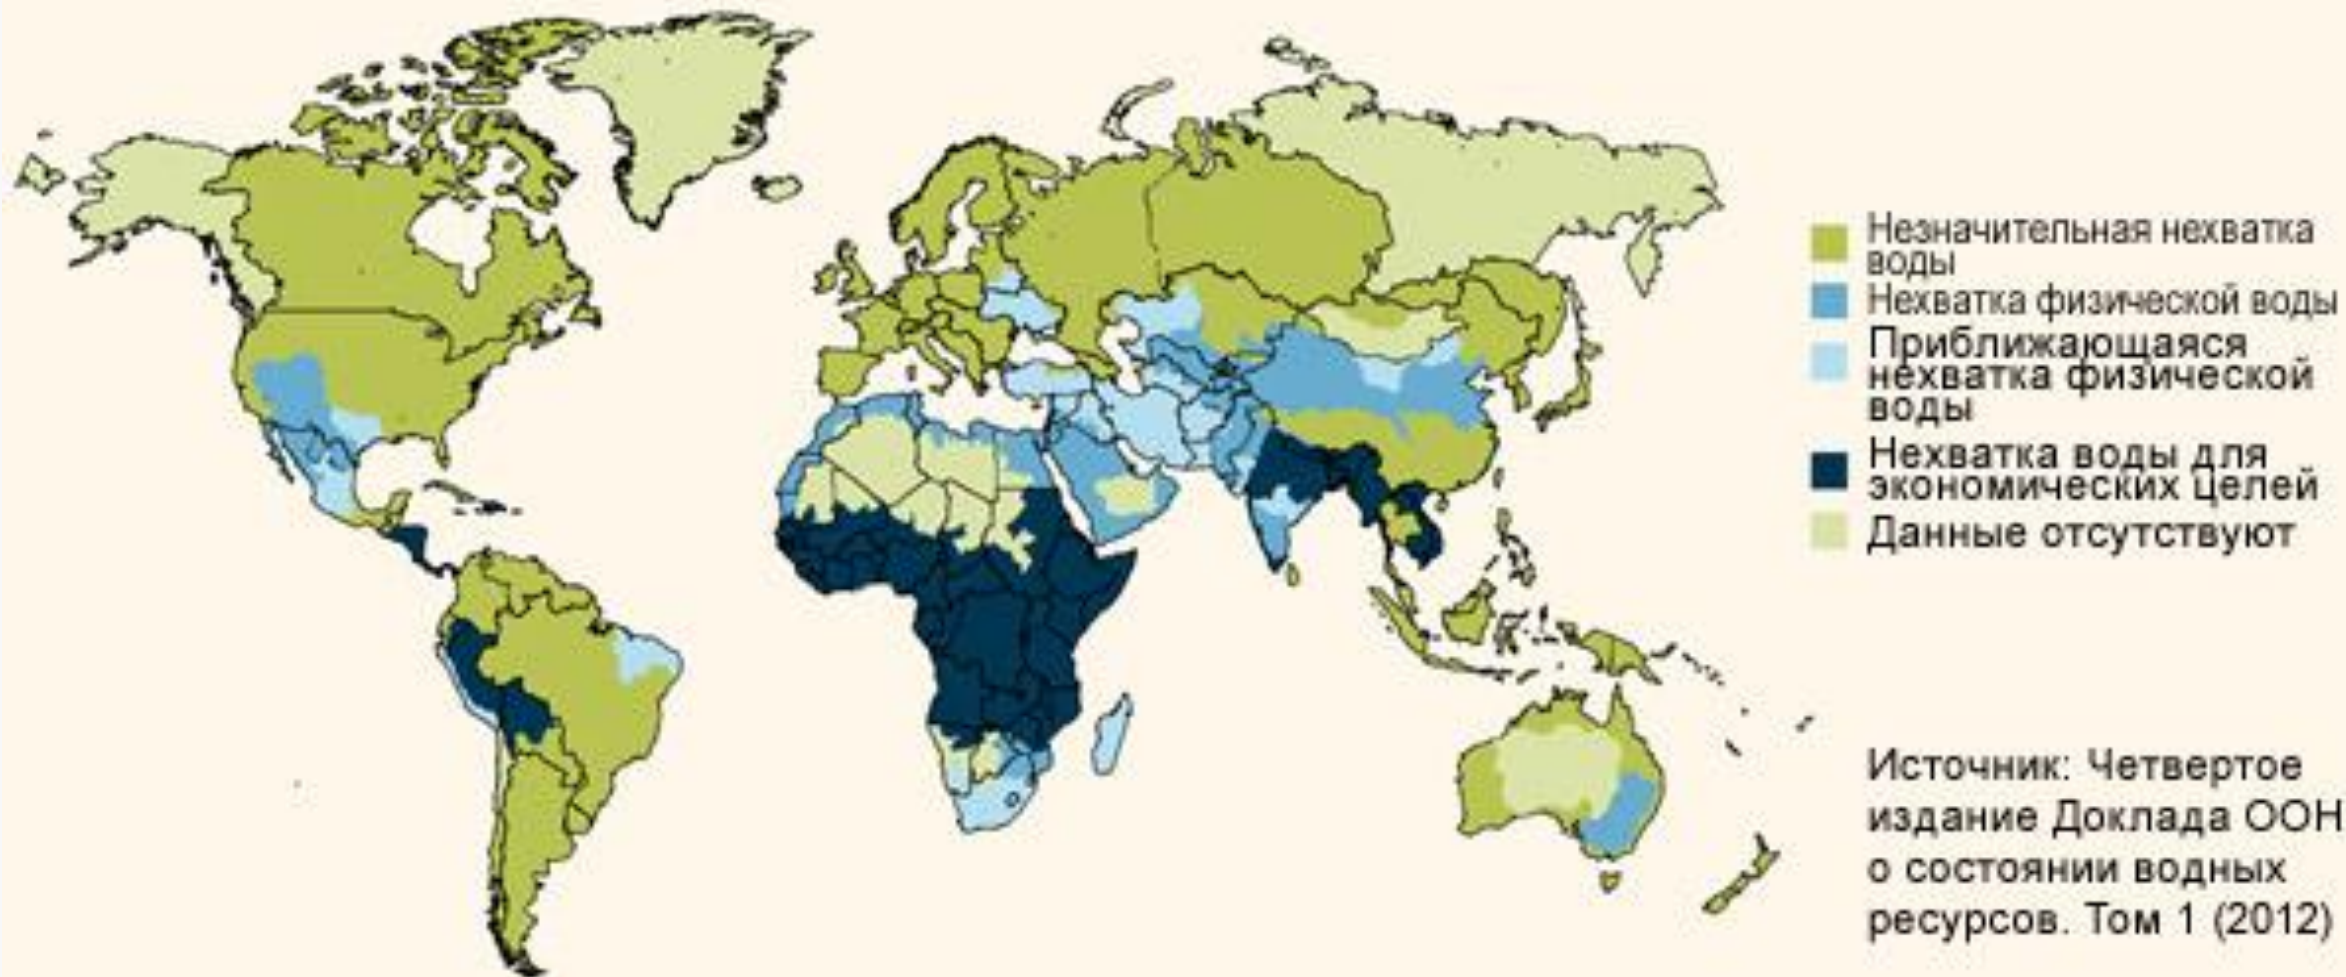 Незначительная нехватка
воды
Нехватка физической воды
Приближающаяся
нехватка физической
воды
Нехватка воды для
экономических целей
Данные отсутствуют
Источник: Четвертое
издание Доклада ООН
о состоянии водных
ресурсов. Том 1 (2012)